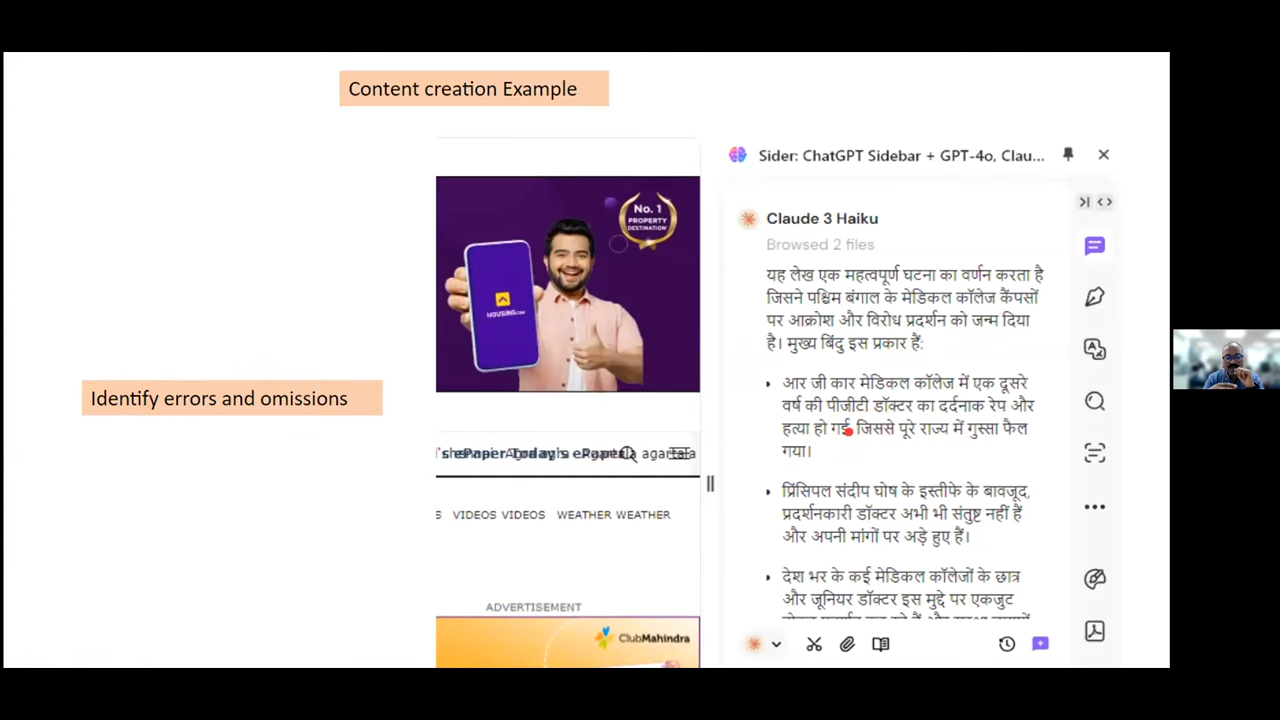 Content creation Example
Identify errors and omissions
No. 1
PROPERTY
DESTINATION
HOUSING.COM
VIDEOS VIDEOS WEATHER WEATHER
ADVERTISEMENT
ClubMahindra
Sider: ChatGPT Sidebar + GPT-4o, Clau...
Claude 3 Haiku
Browsed 2 files
यह लेख एक महत्वपूर्ण घटना का वर्णन करता है
जिसने पश्चिम बंगाल के मेडिकल कॉलेज कैंपसों
पर आक्रोश और विरोध प्रदर्शन को जन्म दिया
है। मुख्य बिंदु इस प्रकार हैं:
आर जी कार मेडिकल कॉलेज में एक दूसरे
वर्ष की पीजीटी डॉक्टर का दर्दनाक रेप और
हत्या हो गई, जिससे पूरे राज्य में गुस्सा फैल
गया।
प्रिंसिपल संदीप घोष के इस्तीफे के बावजूद,
प्रदर्शनकारी डॉक्टर अभी भी संतुष्ट नहीं हैं
और अपनी मांगों पर अड़े हुए हैं।
देश भर के कई मेडिकल कॉलेजों के छात्र
और जूनियर डॉक्टर इस मुद्दे पर एकजुट